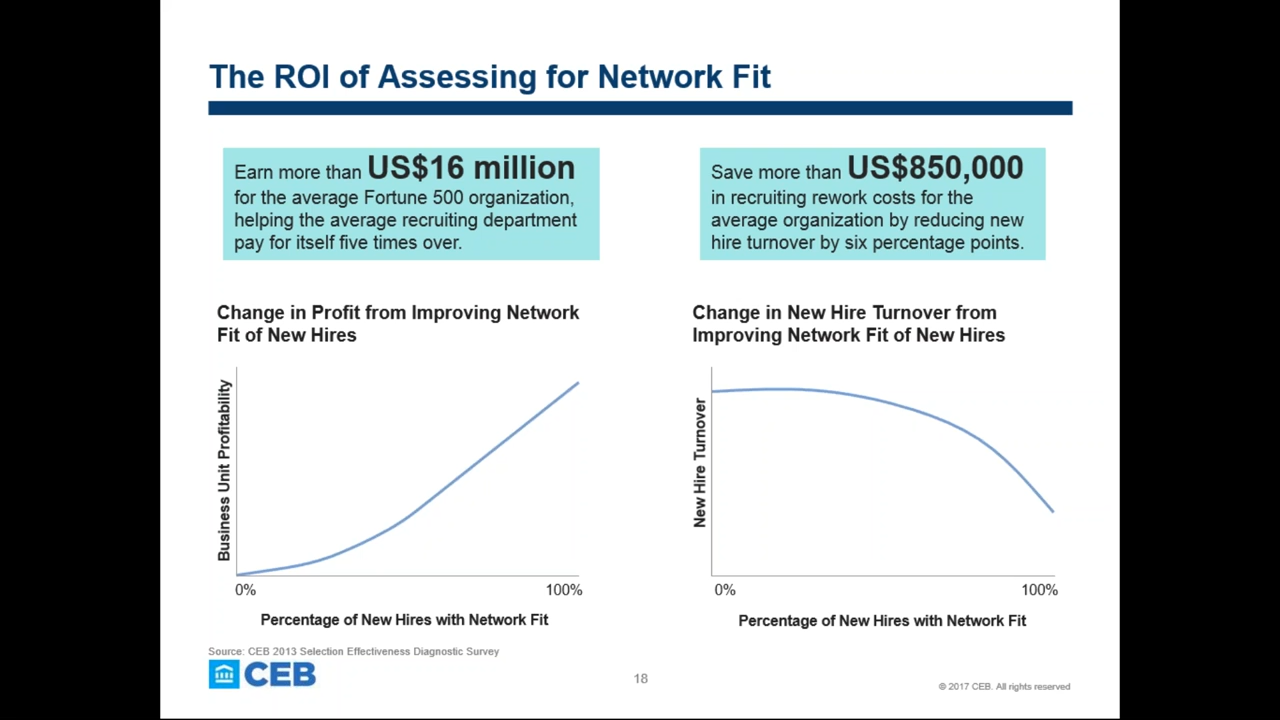 The ROI of Assessing for Network Fit
Earn more than US$16 million
for the average Fortune 500 organization,
helping the average recruiting department
pay for itself five times over.
Save more than US$850,000
in recruiting rework costs for the
average organization by reducing new
hire turnover by six percentage points.
Change in Profit from Improving Network
Fit of New Hires
Business Unit Profitability
0%
100%
Percentage of New Hires with Network Fit
Change in New Hire Turnover from
Improving Network Fit of New Hires
New Hire Turnover
0%
100%
Percentage of New Hires with Network Fit
Source: CEB 2013 Selection Effectiveness Diagnostic Survey
CEB
18
© 2017 CEB. All rights reserved